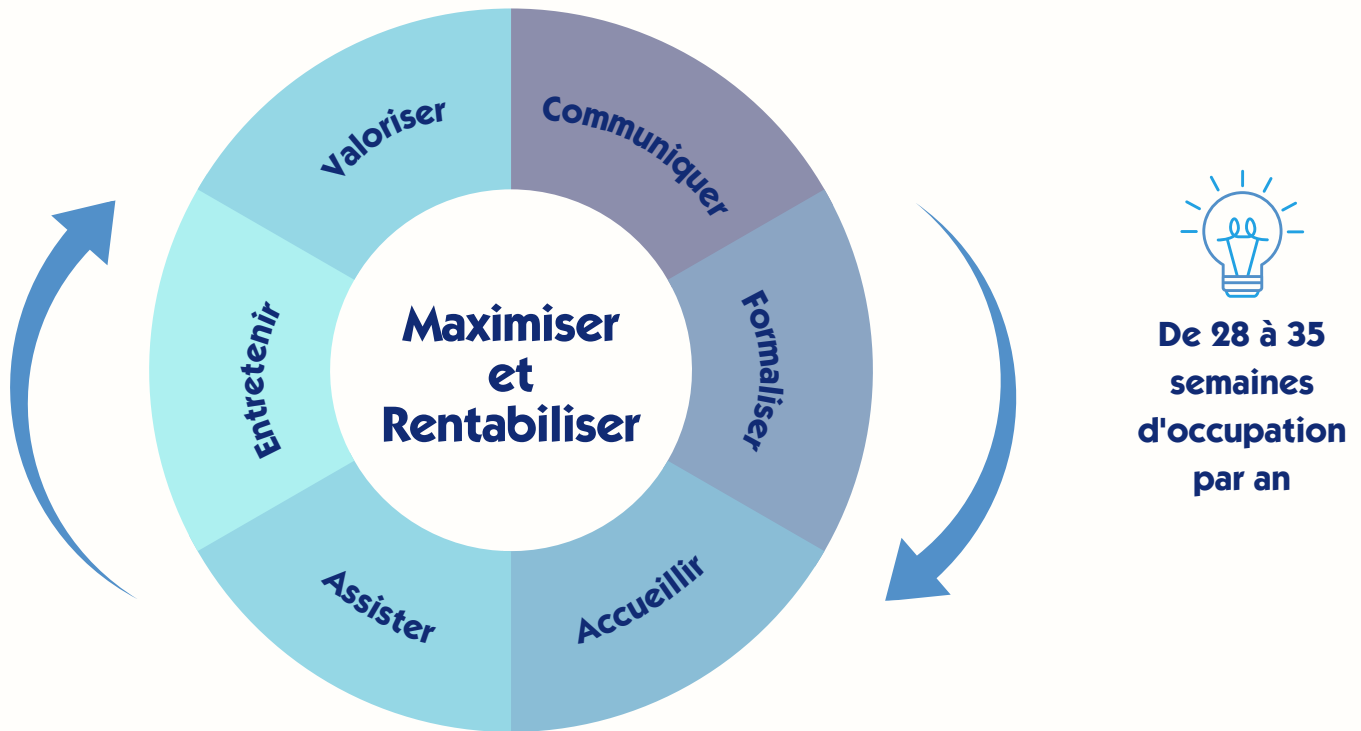 Valoriser
Communiquer
Formaliser
Accueillir
Assister
Entretenir
Maximiser
et
Rentabiliser
De 28 à 35
semaines
d'occupation
par an